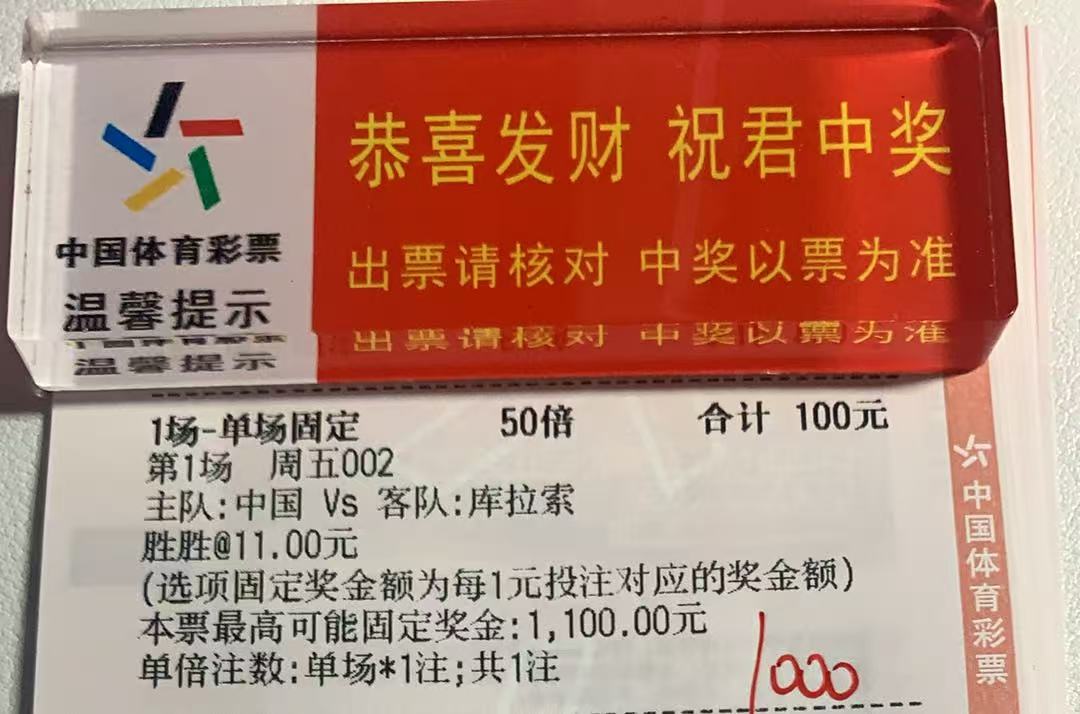 恭喜发财 祝君中奖
中国体育彩票
出票请核对 中奖以票为准
温馨提示
出票请核对 中奖以票为准
温馨提示
1场-单场固定 50倍 合计 100元
第1场 周五002
主队:中国 Vs 客队:库拉索
胜胜@11.00元
(选项固定奖金额为每1元投注对应的奖金额)
本票最高可能固定奖金:1,100.00元
单倍注数:单场*1注;共1注
1000
中国体育彩票